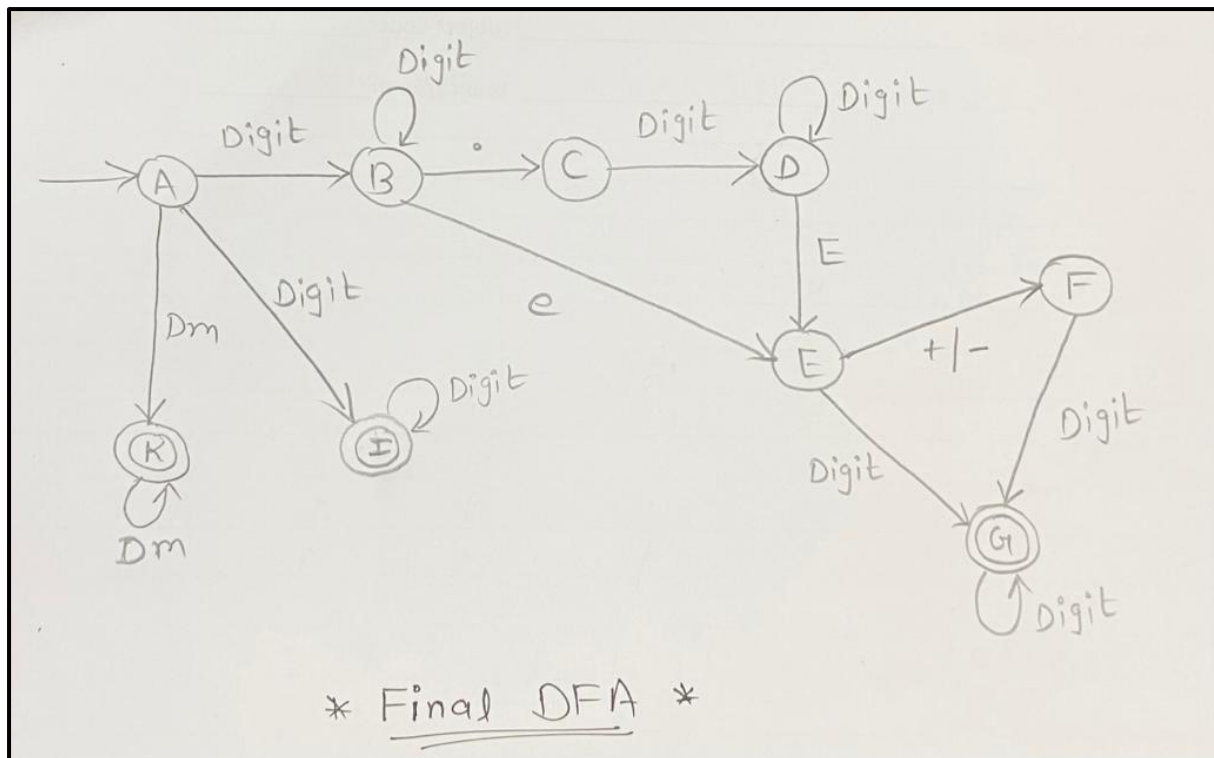 Digit
Digit
Digit
Digit
.
A
B
C
D
E
Digit
e
F
Dm
Digit
E
+/-
K
I
Digit
Digit
G
Dm
Digit
* Final DFA *